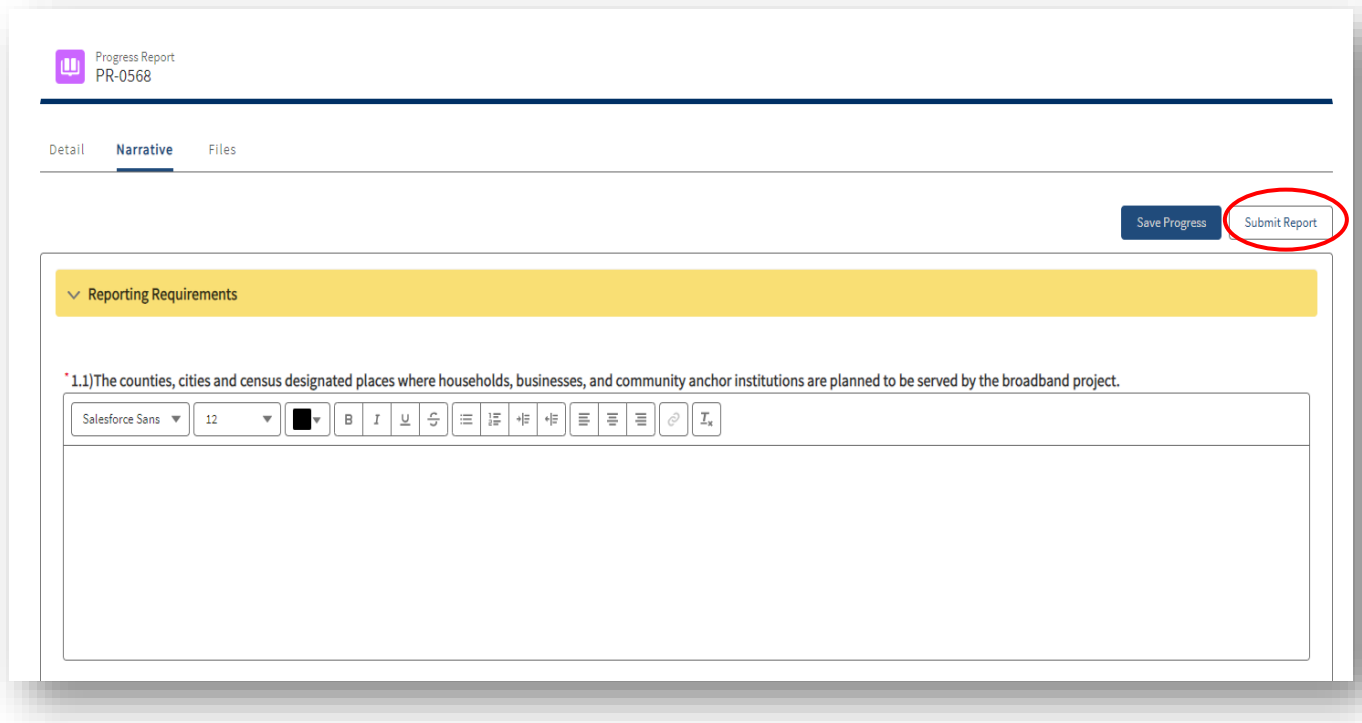 Progress Report
PR-0568
Detail Narrative Files
Save Progress Submit Report
Reporting Requirements
*1.1)The counties, cities and census designated places where households, businesses, and community anchor institutions are planned to be served by the broadband project.
Salesforce Sans 12 B I U S